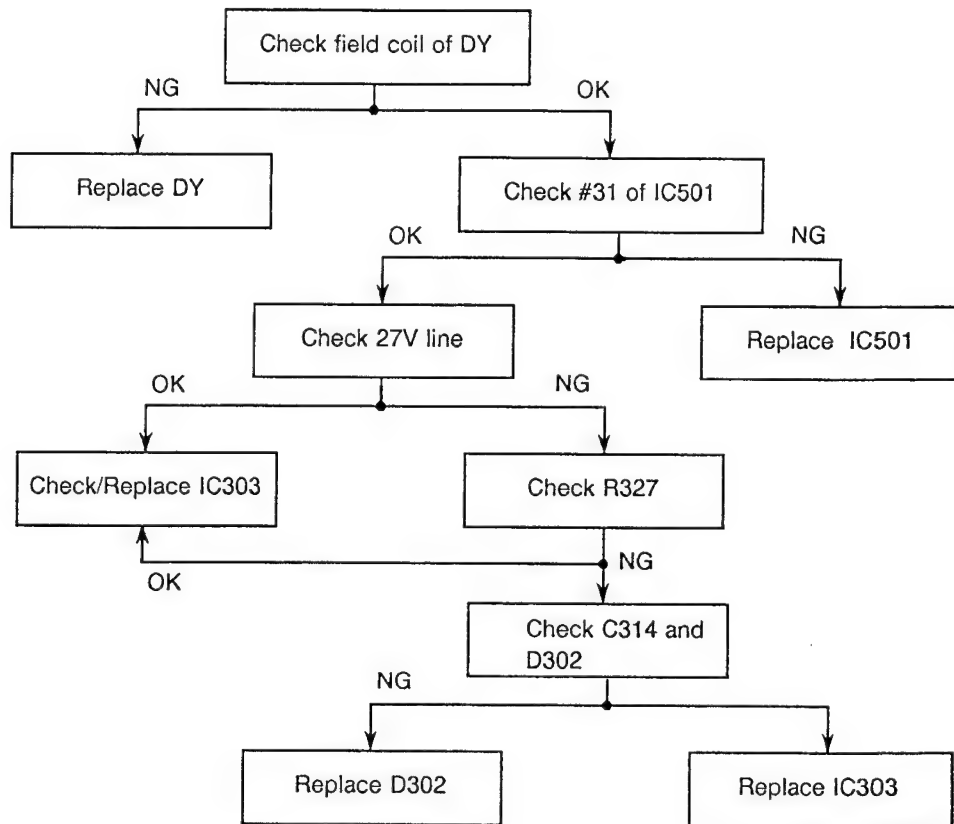 Check field coil of DY
NG
OK
Replace DY
Check #31 of IC501
OK
NG
Check 27V line
Replace IC501
OK
NG
Check/Replace IC303
Check R327
OK
NG
Check C314 and
D302
NG
Replace D302
Replace IC303